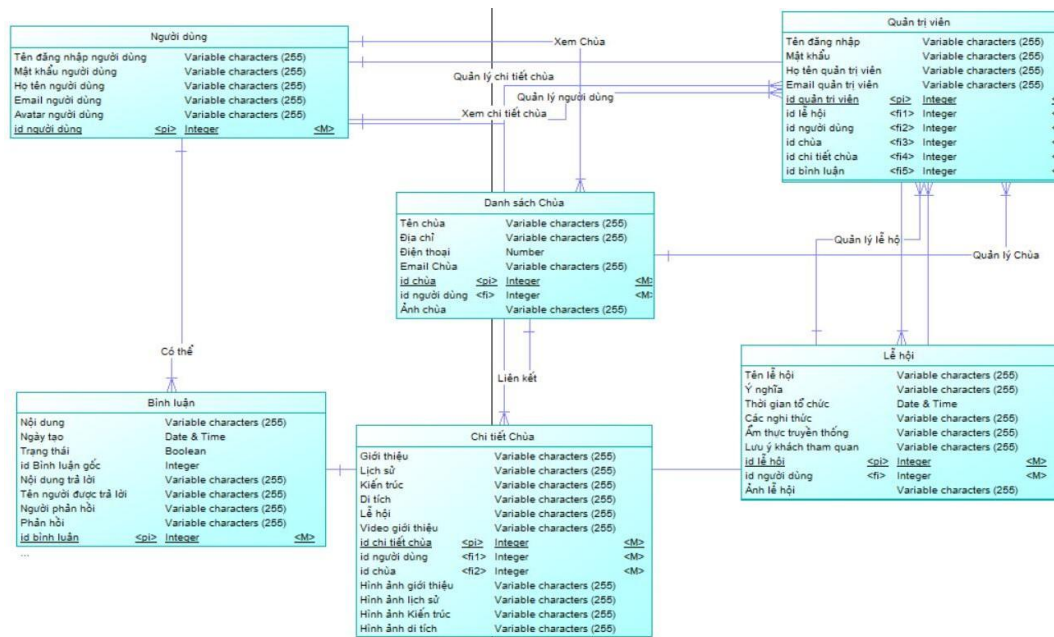 Người dùng
Tên đăng nhập người dùng Variable characters (255)
Mật khẩu người dùng Variable characters (255)
Họ tên người dùng Variable characters (255)
Email người dùng Variable characters (255)
Avatar người dùng Variable characters (255)
id người dùng <pi> Integer <M>
Xem Chùa
Quản lý chi tiết chùa
Quản lý người dùng
Xem chi tiết chùa
Quản trị viên
Tên đăng nhập Variable characters (255)
Mật khẩu Variable characters (255)
Họ tên quản trị viên Variable characters (255)
Email quản trị viên Variable characters (255)
id quản trị viên <pi> Integer
id lễ hội <fi1> Integer
id người dùng <fi2> Integer
id chùa <fi3> Integer
id chi tiết chùa <fi4> Integer
id bình luận <fi5> Integer
Danh sách Chùa
Tên chùa Variable characters (255)
Địa chỉ Variable characters (255)
Điện thoại Number
Email Chùa Variable characters (255)
id chùa <pi> Integer <M>
id người dùng <fi> Integer <M>
Ảnh chùa Variable characters (255)
Quản lý lễ hộ
Quản lý Chùa
Có thể
Liên kết
Lễ hội
Tên lễ hội Variable characters (255)
Ý nghĩa Variable characters (255)
Thời gian tổ chức Date & Time
Các nghi thức Variable characters (255)
Ẩm thực truyền thống Variable characters (255)
Lưu ý khách tham quan Variable characters (255)
id lễ hội <pi> Integer <M>
id người dùng <fi> Integer <M>
Ảnh lễ hội Variable characters (255)
Bình luận
Nội dung Variable characters (255)
Ngày tạo Date & Time
Trạng thái Boolean
id Bình luận gốc Integer
Nội dung trả lời Variable characters (255)
Tên người được trả lời Variable characters (255)
Người phản hồi Variable characters (255)
Phản hồi Variable characters (255)
id bình luận <pi> Integer <M>
...
Chi tiết Chùa
Giới thiệu Variable characters (255)
Lịch sử Variable characters (255)
Kiến trúc Variable characters (255)
Di tích Variable characters (255)
Lễ hội Variable characters (255)
Video giới thiệu Variable characters (255)
id chi tiết chùa <pi> Integer <M>
id người dùng <fi1> Integer <M>
id chùa <fi2> Integer <M>
Hình ảnh giới thiệu Variable characters (255)
Hình ảnh lịch sử Variable characters (255)
Hình ảnh Kiến trúc Variable characters (255)
Hình ảnh di tích Variable characters (255)